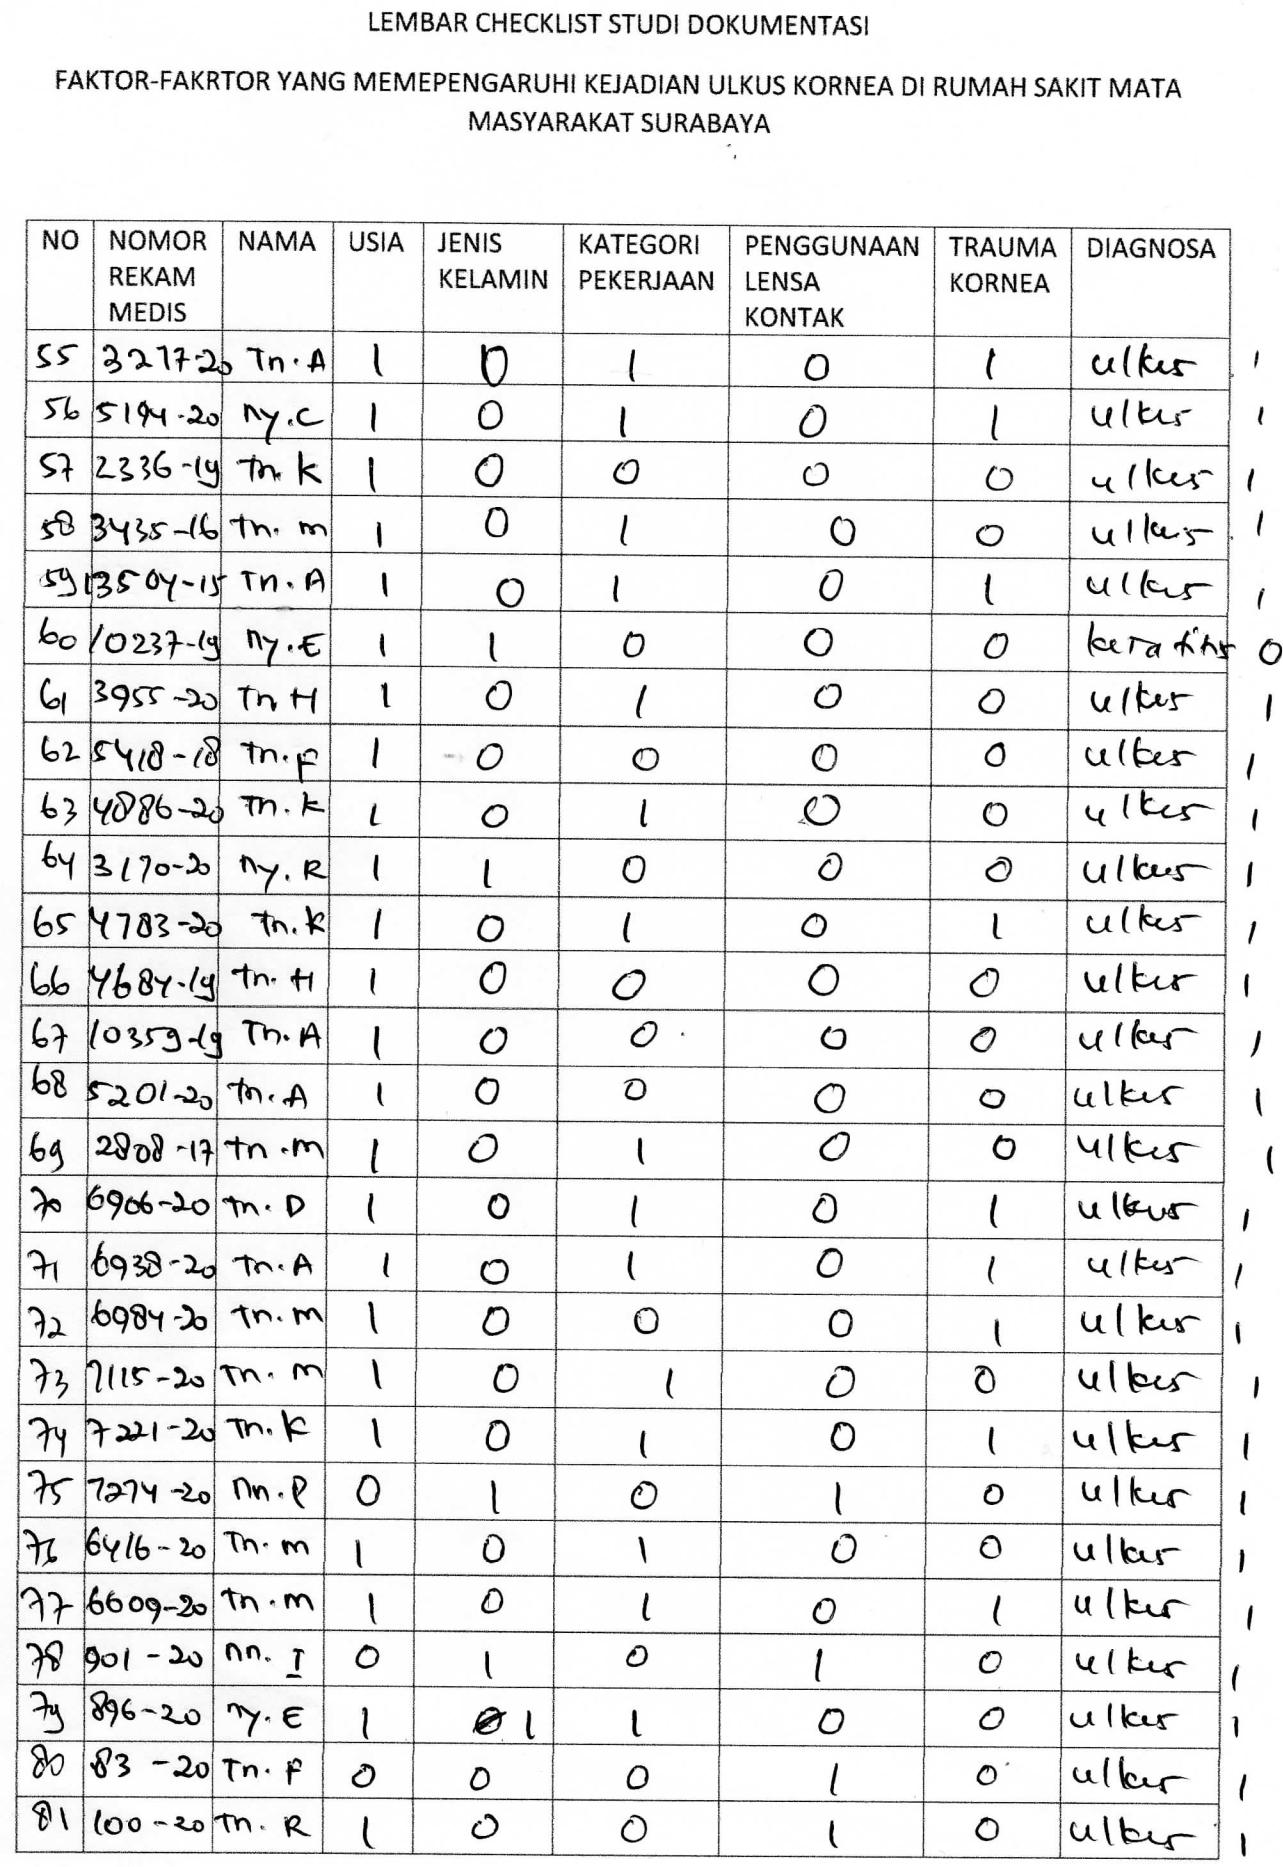 LEMBAR CHECKLIST STUDI DOKUMENTASI
FAKTOR-FAKRTOR YANG MEMEPENGARUHI KEJADIAN ULKUS KORNEA DI RUMAH SAKIT MATA
MASYARAKAT SURABAYA
NO NOMOR REKAM MEDIS NAMA USIA JENIS KELAMIN KATEGORI PEKERJAAN PENGGUNAAN LENSA KONTAK TRAUMA KORNEA DIAGNOSA
55 3277-20 Tn. A 1 0 1 0 1 ulkus 1
56 5194-20 Ny. C 1 0 1 0 1 ulkus 1
57 2336-19 Tn. K 1 0 0 0 0 ulkus 1
58 3435-16 Tn. M 1 0 1 0 0 ulkus 1
59 13504-15 Tn. A 1 0 1 0 1 ulkus 1
60 10237-19 Ny. E 1 1 0 0 0 keratitis 0
61 3955-20 Tn H 1 0 1 0 0 ulkus 1
62 5418-18 Tn. F 1 0 0 0 0 ulkus 1
63 4886-20 Tn. K 1 0 1 0 0 ulkus 1
64 3170-20 Ny. R 1 1 0 0 0 ulkus 1
65 4783-20 Tn. K 1 0 1 0 1 ulkus 1
66 4684-19 Tn. H 1 0 0 0 0 ulkus 1
67 10359-19 Tn. A 1 0 0 0 0 ulkus 1
68 5201-20 Tn. A 1 0 0 0 0 ulkus 1
69 2808-17 Tn. M 1 0 1 0 0 ulkus 1
70 6906-20 Tn. D 1 0 1 0 1 ulkus 1
71 6938-20 Tn. A 1 0 1 0 1 ulkus 1
72 6984-20 Tn. M 1 0 0 0 1 ulkus 1
73 7115-20 Tn. M 1 0 1 0 0 ulkus 1
74 7221-20 Tn. K 1 0 1 0 1 ulkus 1
75 7274-20 Nn. P 0 1 0 1 0 ulkus 1
76 6416-20 Tn. M 1 0 1 0 0 ulkus 1
77 6609-20 Tn. M 1 0 1 0 1 ulkus 1
78 901-20 Nn. I 0 1 0 1 0 ulkus 1
79 896-20 Ny. E 1 1 1 0 0 ulkus 1
80 83-20 Tn. F 0 0 0 1 0 ulkus 1
81 100-20 Tn. R 1 0 0 1 0 ulkus 1